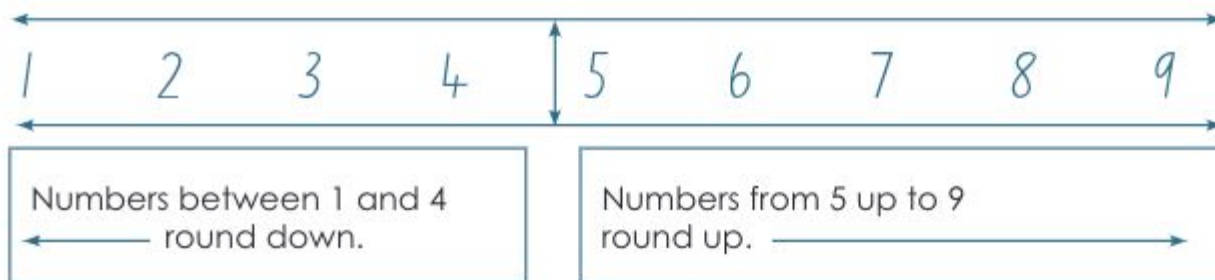 1 2 3 4 5 6 7 8 9
Numbers between 1 and 4
round down.
Numbers from 5 up to 9
round up.